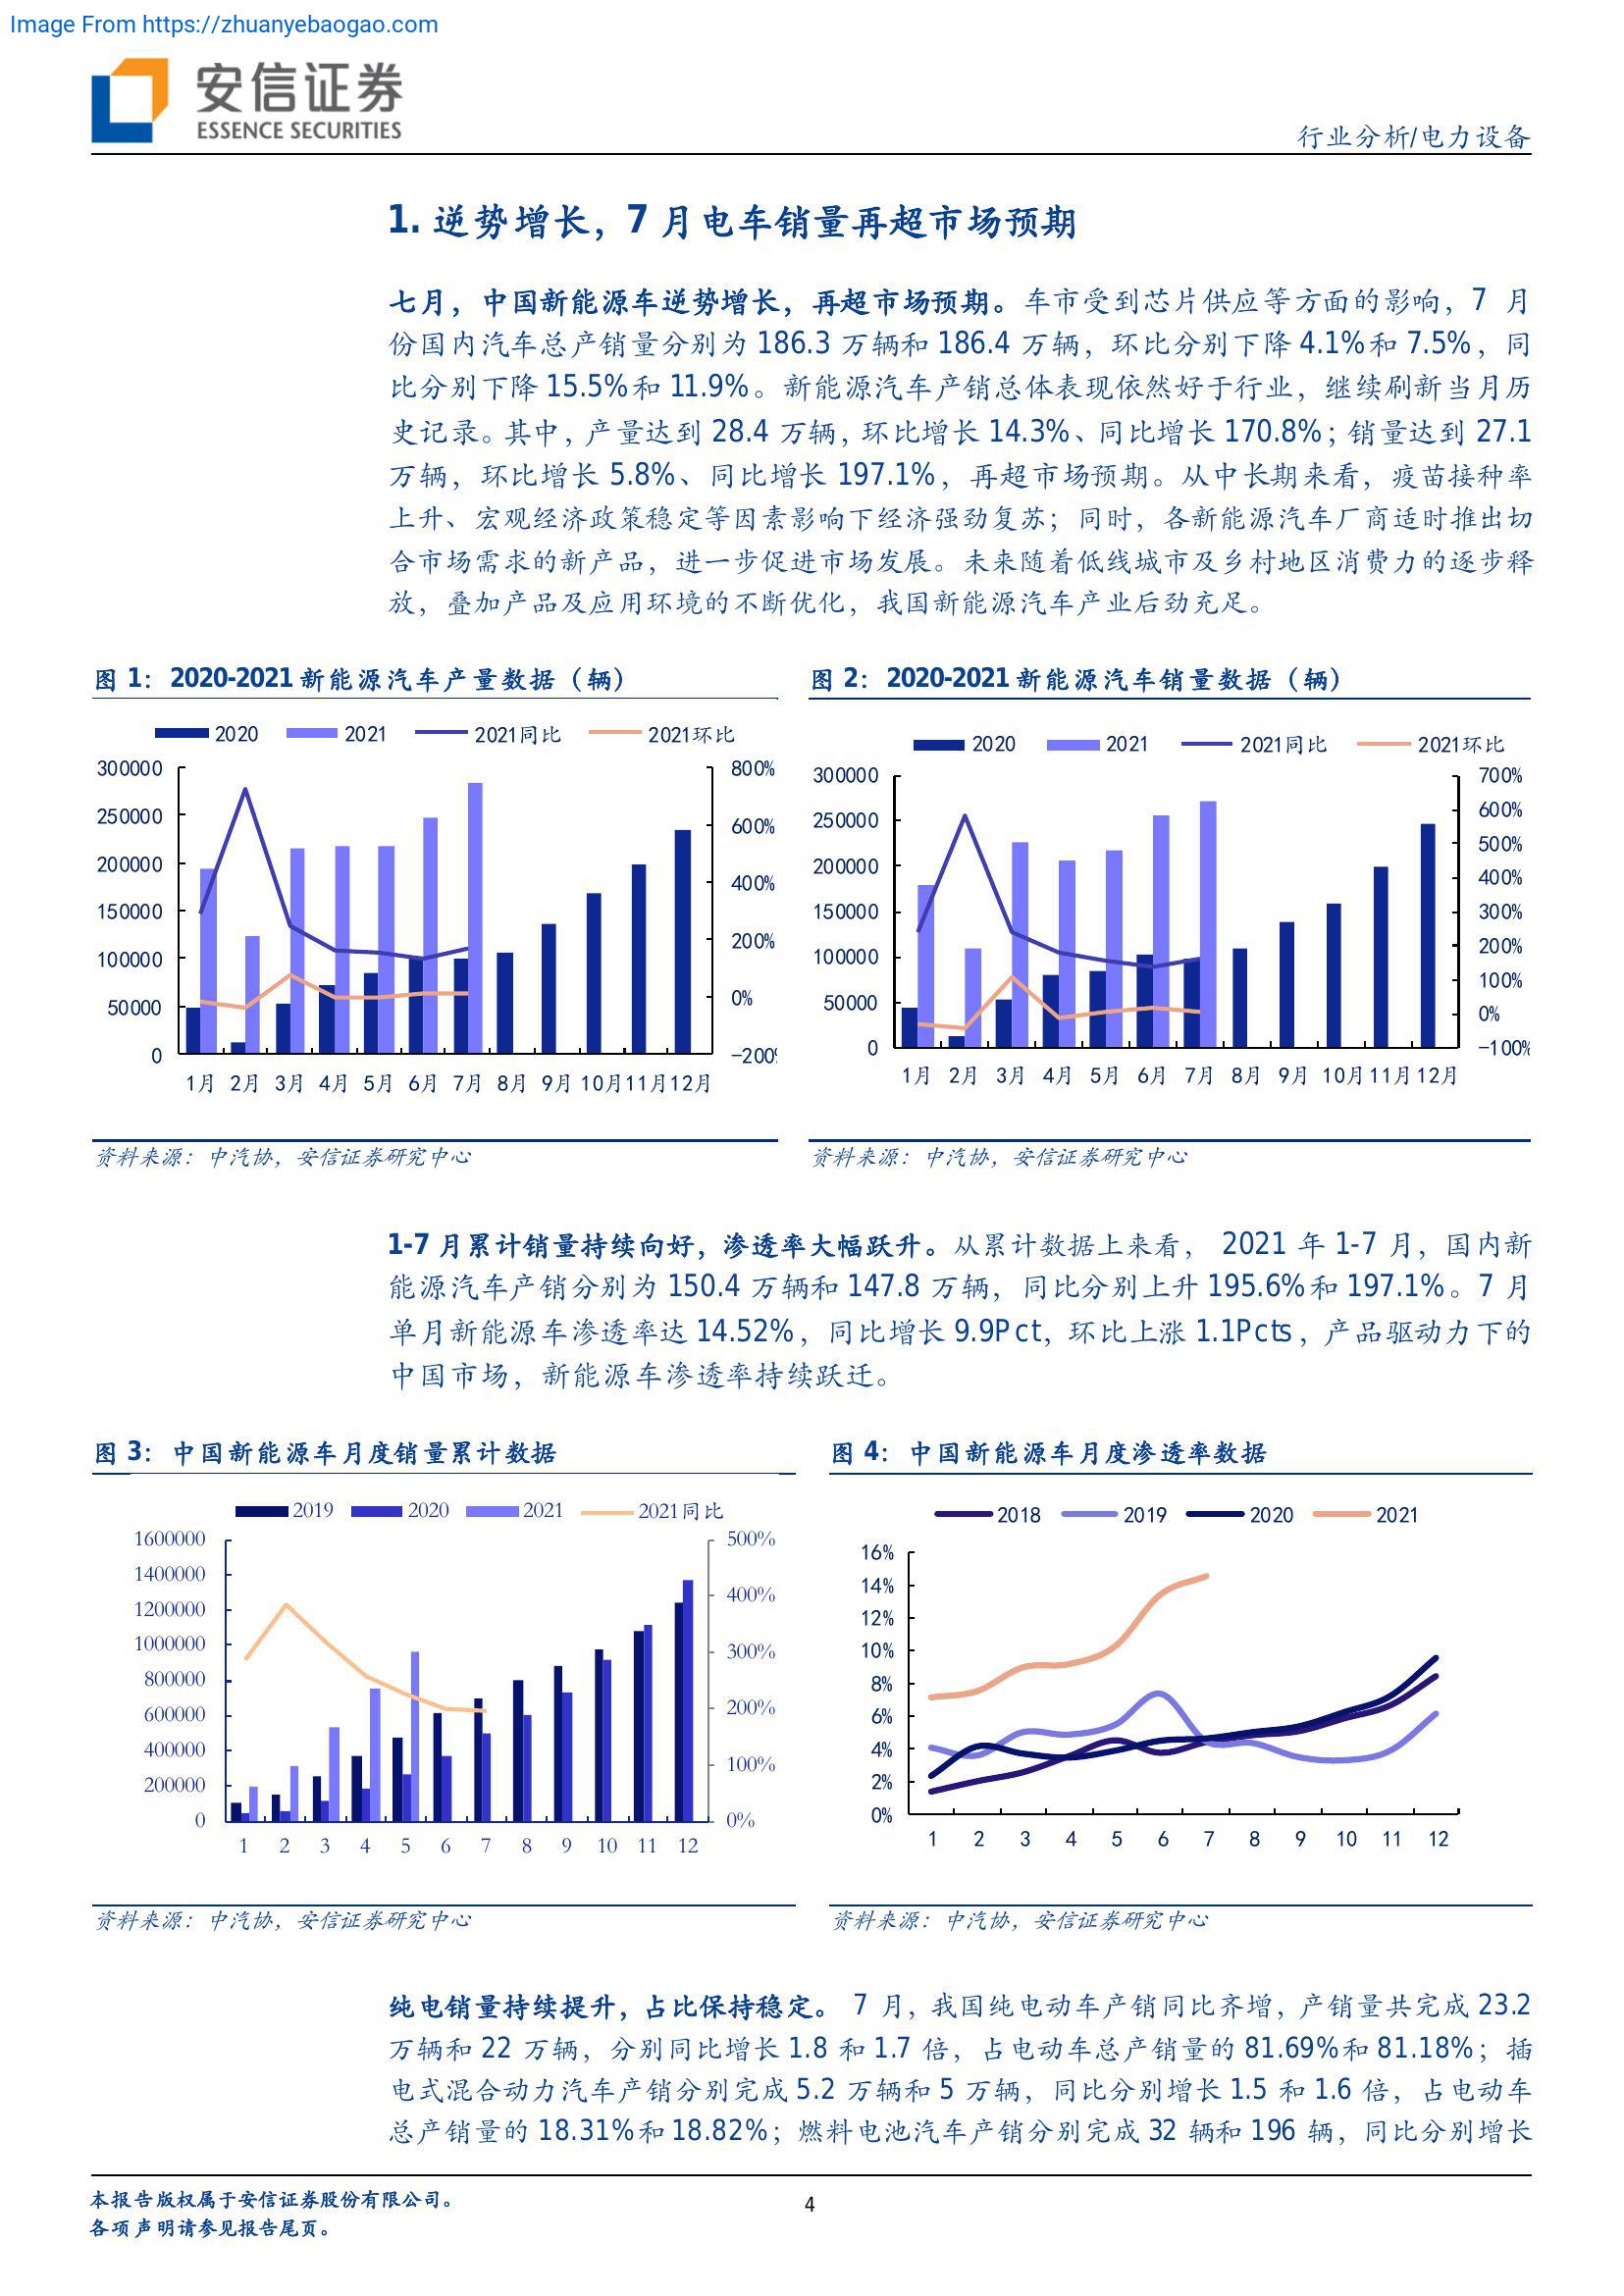 Image From https://zhuanyebaogao.com
安信证券
ESSENCE SECURITIES
行业分析/电力设备
1. 逆势增长，7 月电车销量再超市场预期
七月，中国新能源车逆势增长，再超市场预期。车市受到芯片供应等方面的影响，7 月
份国内汽车总产销量分别为 186.3 万辆和 186.4 万辆，环比分别下降 4.1%和 7.5%，同
比分别下降 15.5%和 11.9%。新能源汽车产销总体表现依然好于行业，继续刷新当月历
史记录。其中，产量达到 28.4 万辆，环比增长 14.3%、同比增长 170.8%；销量达到 27.1
万辆，环比增长 5.8%、同比增长 197.1%，再超市场预期。从中长期来看，疫苗接种率
上升、宏观经济政策稳定等因素影响下经济强劲复苏；同时，各新能源汽车厂商适时推出切
合市场需求的新产品，进一步促进市场发展。未来随着低线城市及乡村地区消费力的逐步释
放，叠加产品及应用环境的不断优化，我国新能源汽车产业后劲充足。
图 1：2020-2021 新能源汽车产量数据（辆）
2020 2021 2021同比 2021环比
300000
250000
200000
150000
100000
50000
0
800%
600%
400%
200%
0%
-200%
1月 2月 3月 4月 5月 6月 7月 8月 9月 10月 11月 12月
资料来源：中汽协，安信证券研究中心
图 2：2020-2021 新能源汽车销量数据（辆）
2020 2021 2021同比 2021环比
300000
250000
200000
150000
100000
50000
0
700%
600%
500%
400%
300%
200%
100%
0%
-100%
1月 2月 3月 4月 5月 6月 7月 8月 9月 10月 11月 12月
资料来源：中汽协，安信证券研究中心
1-7 月累计销量持续向好，渗透率大幅跃升。从累计数据上来看， 2021 年 1-7 月，国内新
能源汽车产销分别为 150.4 万辆和 147.8 万辆，同比分别上升 195.6%和 197.1%。7 月
单月新能源车渗透率达 14.52%，同比增长 9.9Pct，环比上涨 1.1Pcts，产品驱动力下的
中国市场，新能源车渗透率持续跃迁。
图 3：中国新能源车月度销量累计数据
2019 2020 2021 2021同比
1600000
1400000
1200000
1000000
800000
600000
400000
200000
0
500%
400%
300%
200%
100%
0%
1 2 3 4 5 6 7 8 9 10 11 12
资料来源：中汽协，安信证券研究中心
图 4：中国新能源车月度渗透率数据
2018 2019 2020 2021
16%
14%
12%
10%
8%
6%
4%
2%
0%
1 2 3 4 5 6 7 8 9 10 11 12
资料来源：中汽协，安信证券研究中心
纯电销量持续提升，占比保持稳定。 7 月，我国纯电动车产销同比齐增，产销量共完成 23.2
万辆和 22 万辆，分别同比增长 1.8 和 1.7 倍，占电动车总产销量的 81.69%和 81.18%；插
电式混合动力汽车产销分别完成 5.2 万辆和 5 万辆，同比分别增长 1.5 和 1.6 倍，占电动车
总产销量的 18.31%和 18.82%；燃料电池汽车产销分别完成 32 辆和 196 辆，同比分别增长
本报告版权属于安信证券股份有限公司。
各项声明请参见报告尾页。
4